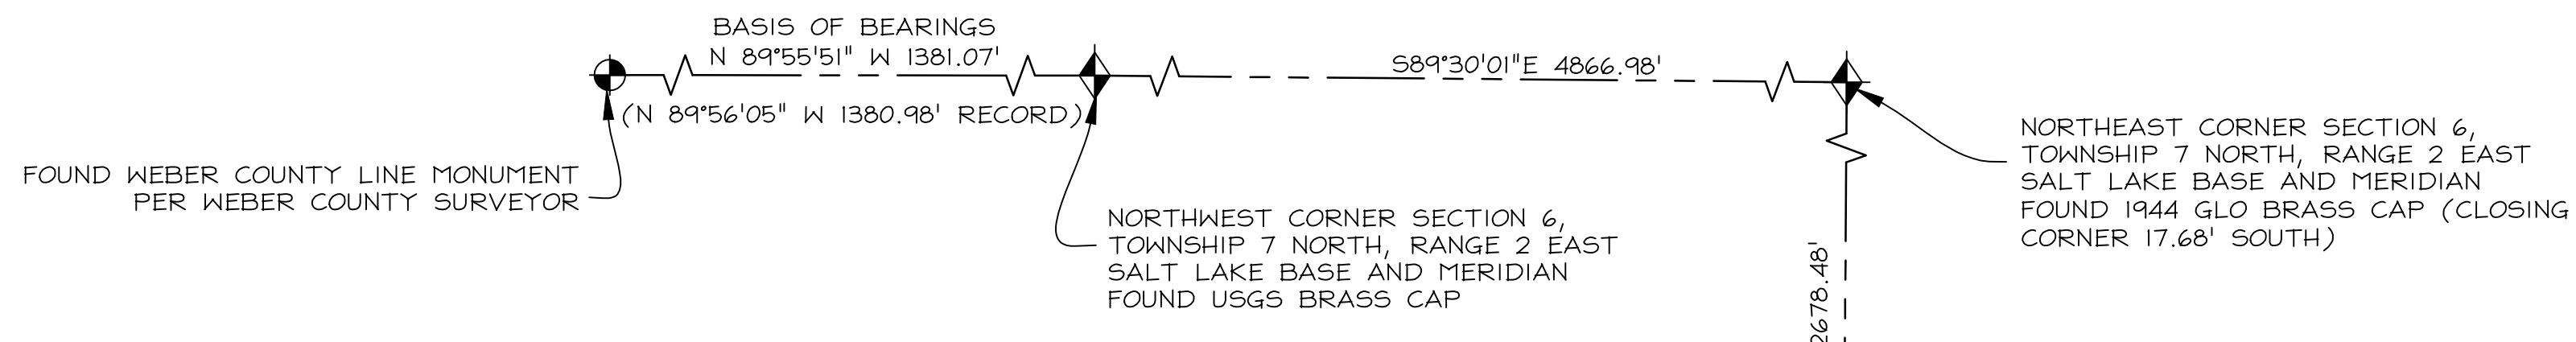 BASIS OF BEARINGS
N 89°55'51" W 1381.07'
(N 89°56'05" W 1380.98' RECORD)
S89°30'01"E 4866.98'
FOUND WEBER COUNTY LINE MONUMENT
PER WEBER COUNTY SURVEYOR
NORTHWEST CORNER SECTION 6,
TOWNSHIP 7 NORTH, RANGE 2 EAST
SALT LAKE BASE AND MERIDIAN
FOUND USGS BRASS CAP
NORTHEAST CORNER SECTION 6,
TOWNSHIP 7 NORTH, RANGE 2 EAST
SALT LAKE BASE AND MERIDIAN
FOUND 1944 GLO BRASS CAP (CLOSING
CORNER 17.68' SOUTH)
2678.48'